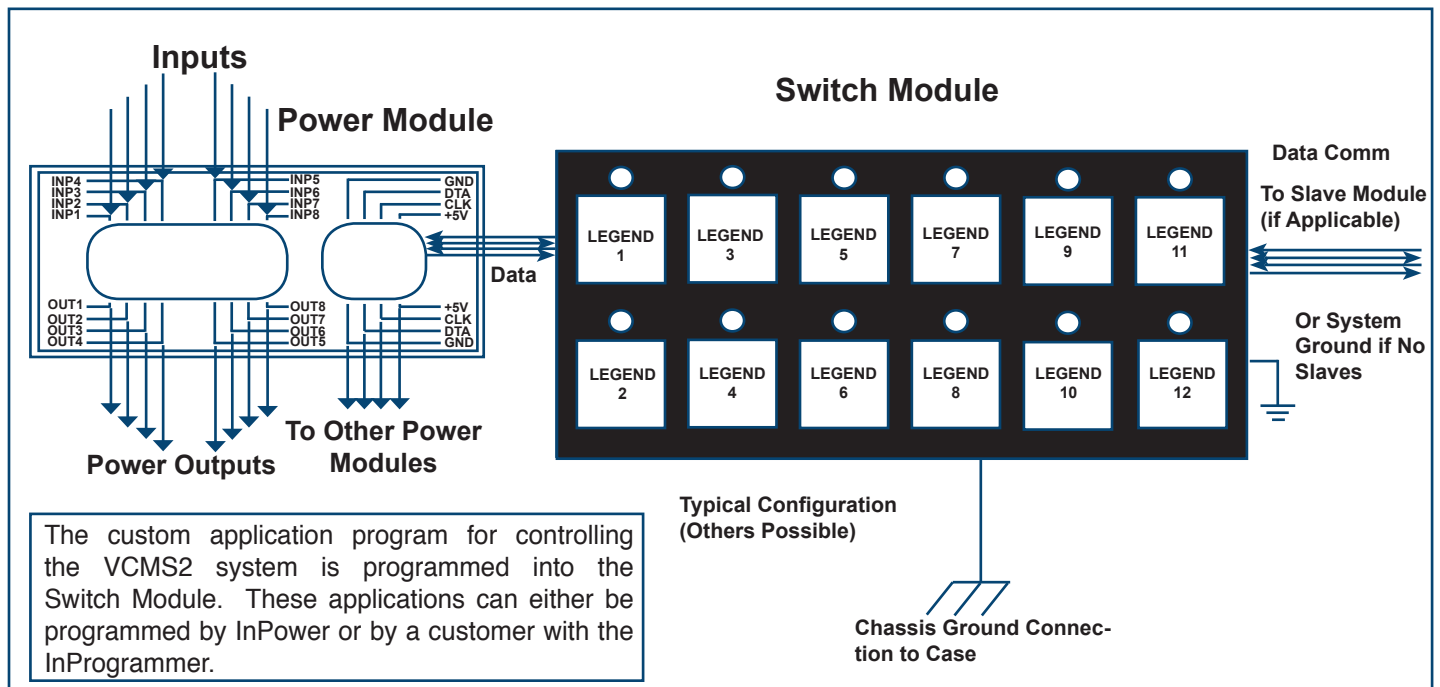 Inputs
Power Module
Switch Module
INP4
INP3
INP2
INP1
INP5
INP6
INP7
INP8
GND
DTA
CLK
+5V
OUT1
OUT2
OUT3
OUT4
OUT8
OUT7
OUT6
OUT5
+5V
CLK
DTA
GND
Data
Power Outputs
To Other Power
Modules
LEGEND
1
LEGEND
3
LEGEND
5
LEGEND
7
LEGEND
9
LEGEND
11
LEGEND
2
LEGEND
4
LEGEND
6
LEGEND
8
LEGEND
10
LEGEND
12
Data Comm
To Slave Module
(if Applicable)
Or System
Ground if No
Slaves
Typical Configuration
(Others Possible)
Chassis Ground Connec-
tion to Case
The custom application program for controlling
the VCMS2 system is programmed into the
Switch Module. These applications can either be
programmed by InPower or by a customer with the
InProgrammer.